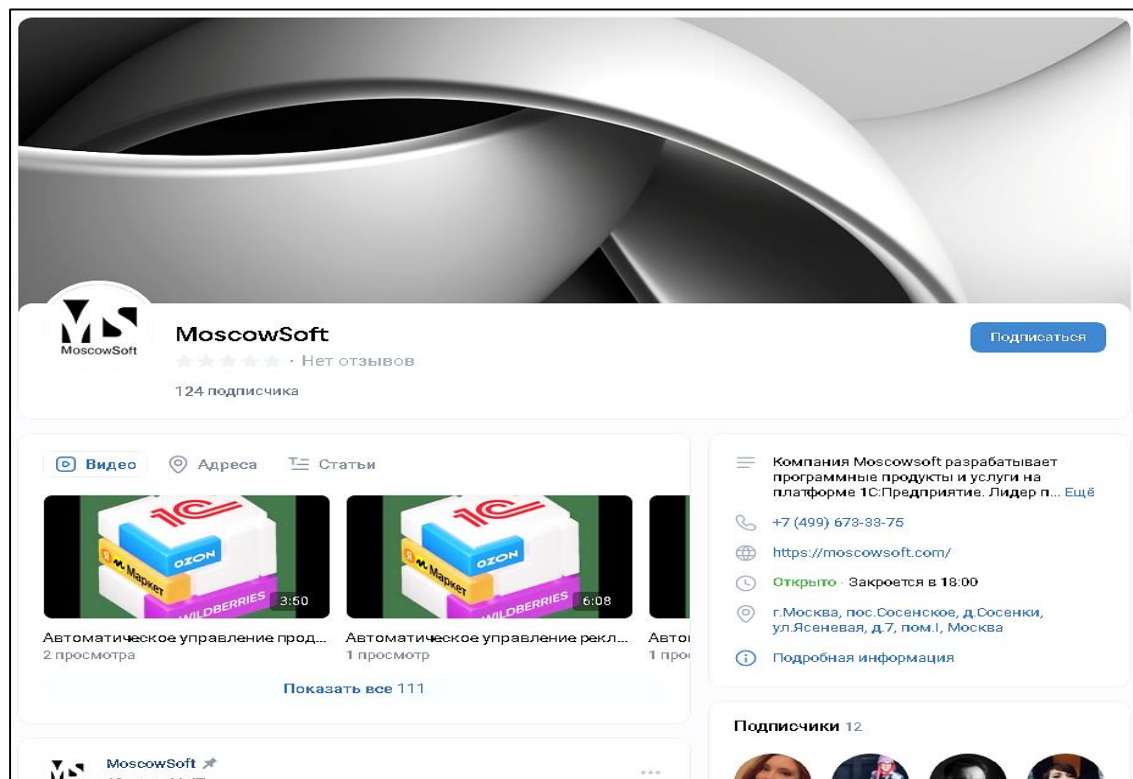 MS
MoscowSoft
MoscowSoft
· Нет отзывов
124 подписчика
Подписаться
Видео
Адреса
Статьи
1С
OZON
Я М Маркет
WILDBERRIES
3:50
Автоматическое управление прод...
2 просмотра
1С
OZON
Я М Маркет
WILDBERRIES
6:08
Автоматическое управление рекл...
1 просмотр
Показать все 111
Компания Moscowsoft разрабатывает
программные продукты и услуги на
платформе 1С:Предприятие. Лидер п... Ещё
+7 (499) 673-33-75
https://moscowsoft.com/
Открыто · Закроется в 18:00
г.Москва, пос.Сосенское, д.Сосенки,
ул.Ясеневая, д.7, пом.I, Москва
Подробная информация
Подписчики 12
MS
MoscowSoft